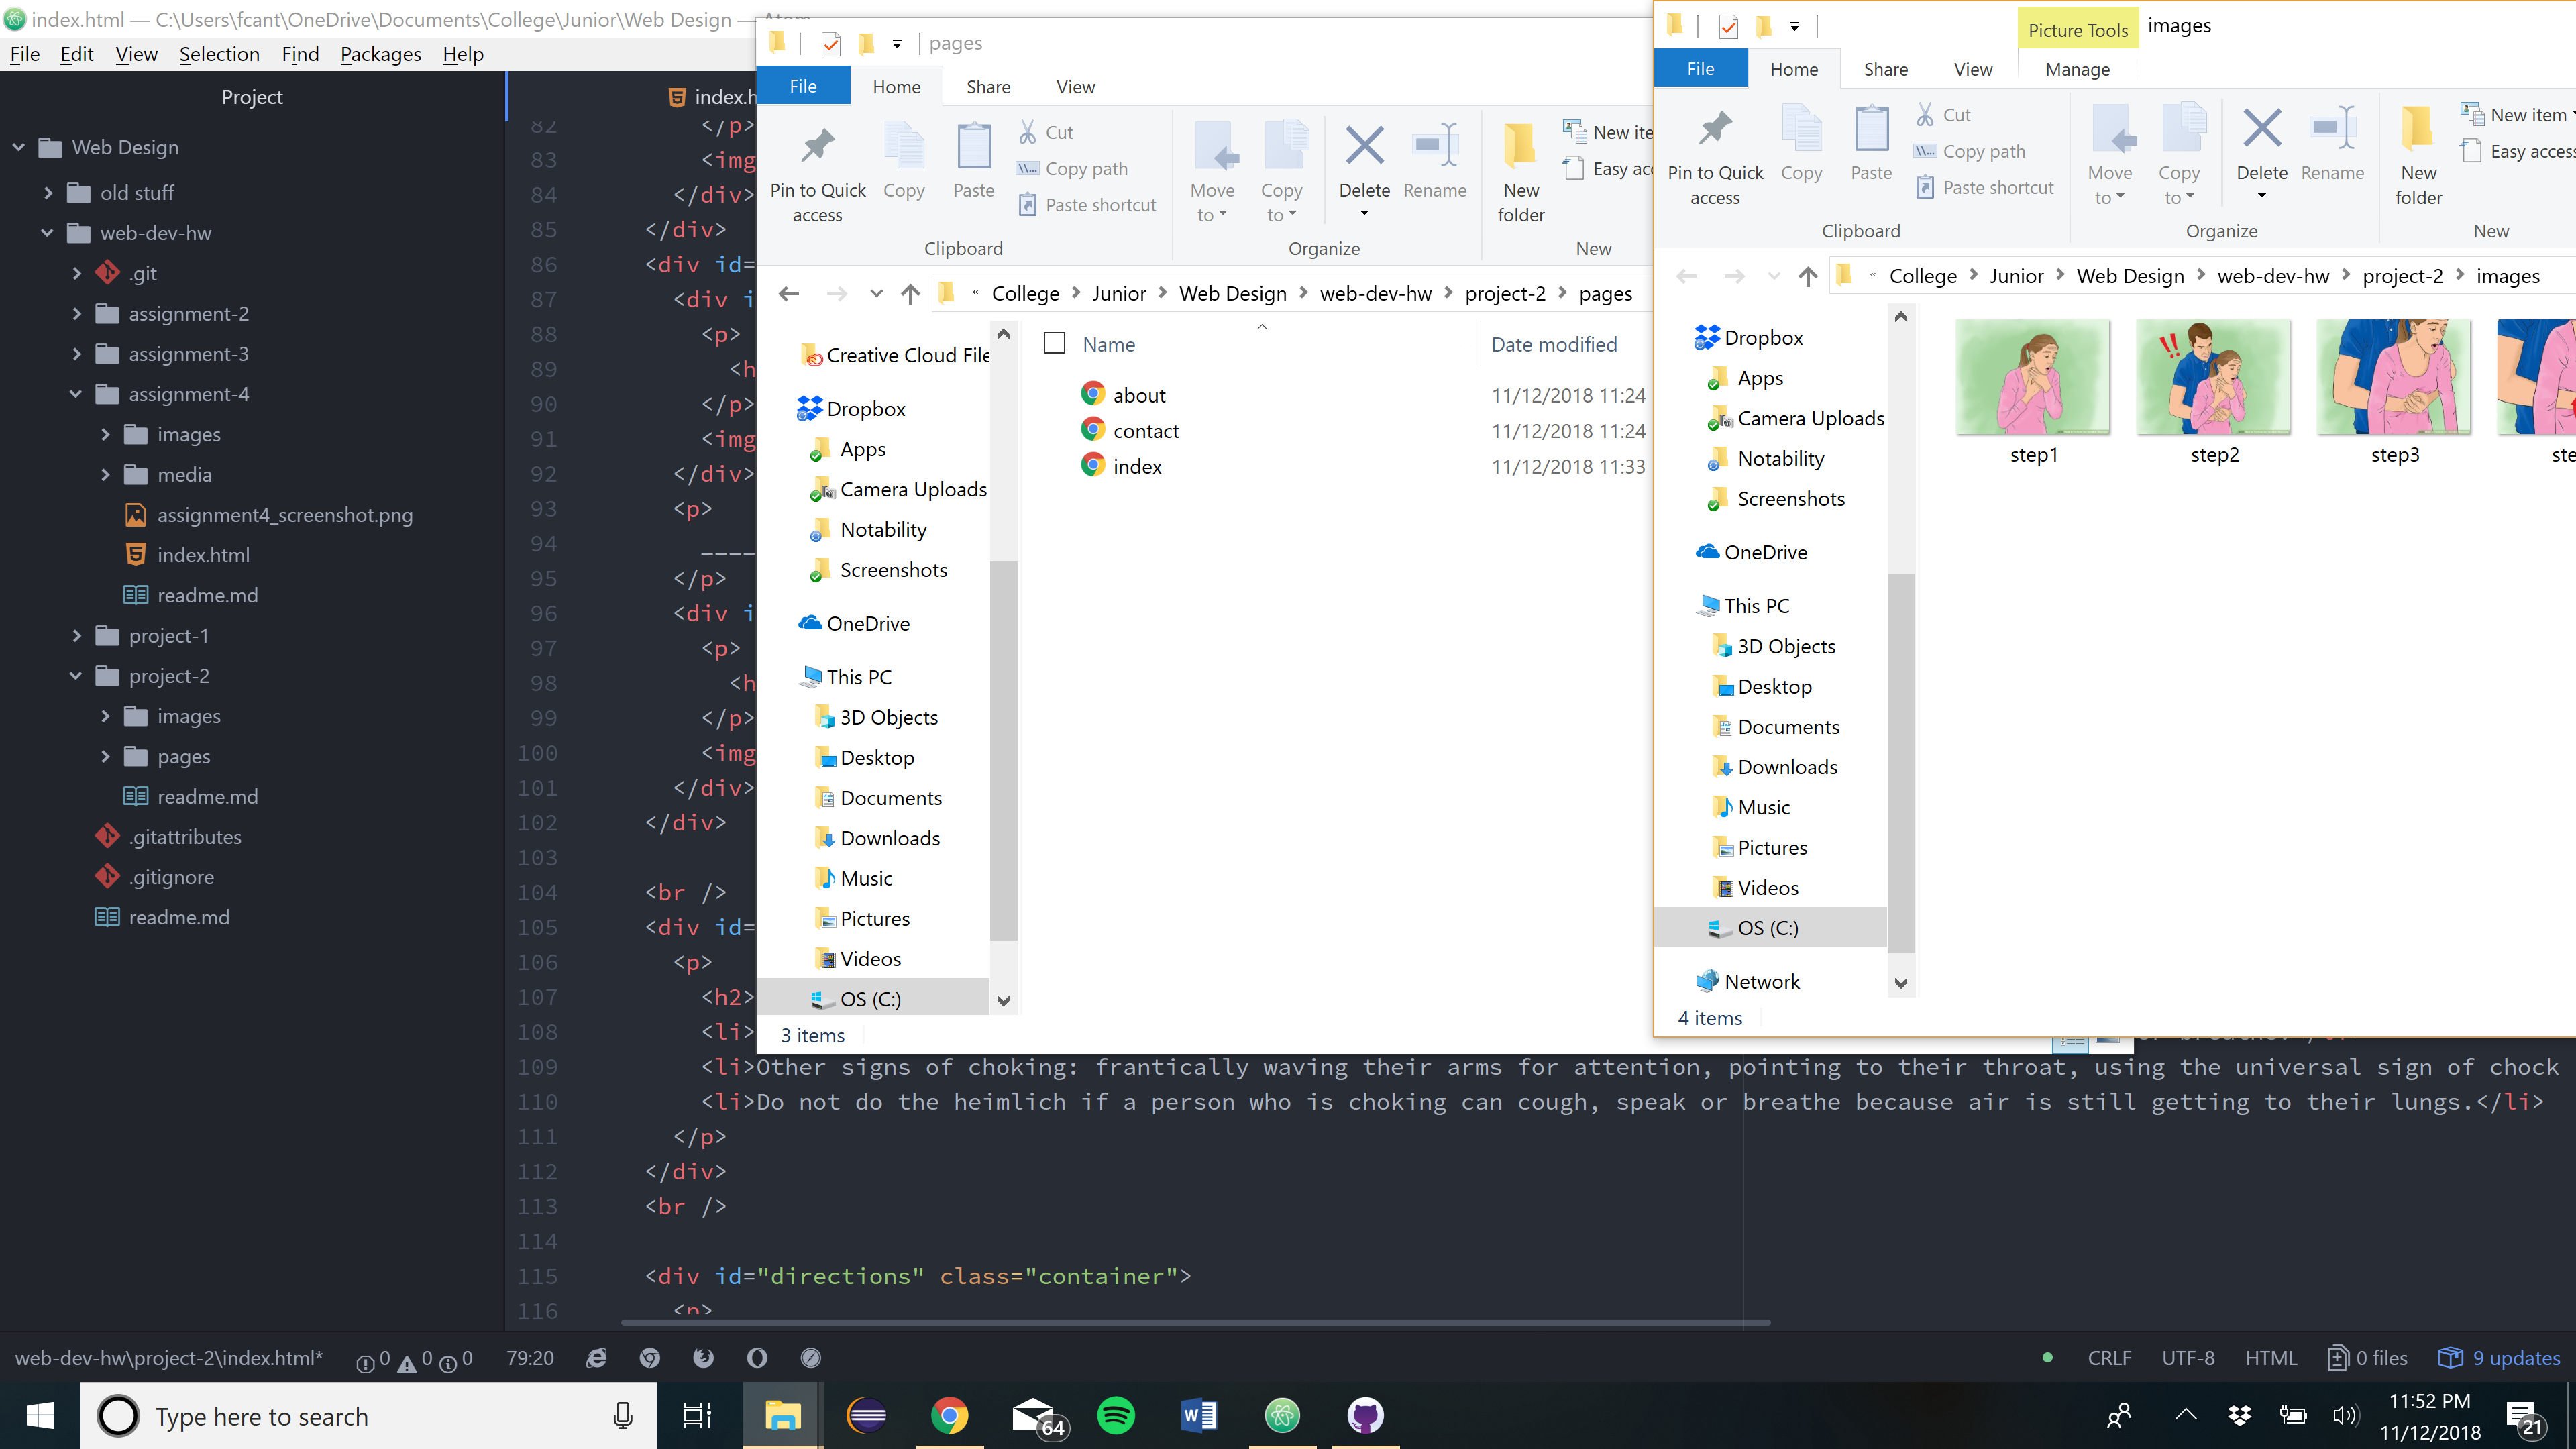 index.html — C:\Users\fcant\OneDrive\Documents\College\Junior\Web Design — Atom
File Edit View Selection Find Packages Help
Project
Web Design
old stuff
web-dev-hw
.git
assignment-2
assignment-3
assignment-4
images
media
assignment4_screenshot.png
index.html
readme.md
project-1
project-2
images
pages
readme.md
.gitattributes
.gitignore
readme.md
index.h
82 </p>
83 <img
84 </div>
85 </div>
86 <div id=
87 <div i
88 <p>
89 <h
90 </p>
91 <img
92 </div>
93 <p>
94 ----
95 </p>
96 <div i
97 <p>
98 <h
99 </p>
100 <img
101 </div>
102 </div>
103
104 <br />
105 <div id=
106 <p>
107 <h2>
108 <li>
109 <li>Other signs of choking: frantically waving their arms for attention, pointing to their throat, using the universal sign of chock
110 <li>Do not do the heimlich if a person who is choking can cough, speak or breathe because air is still getting to their lungs.</li>
111 </p>
112 </div>
113 <br />
114
115 <div id="directions" class="container">
116 <p>
pages
File Home Share View
Pin to Quick access
Copy
Paste
Cut
Copy path
Paste shortcut
Clipboard
Move to
Copy to
Delete
Rename
Organize
New folder
New ite
Easy acc
New
« College > Junior > Web Design > web-dev-hw > project-2 > pages
Creative Cloud File
Dropbox
Apps
Camera Uploads
Notability
Screenshots
OneDrive
This PC
3D Objects
Desktop
Documents
Downloads
Music
Pictures
Videos
OS (C:)
Name Date modified
about 11/12/2018 11:24
contact 11/12/2018 11:24
index 11/12/2018 11:33
3 items
Picture Tools images
File Home Share View Manage
Pin to Quick access
Copy
Paste
Cut
Copy path
Paste shortcut
Clipboard
Move to
Copy to
Delete
Rename
Organize
New folder
New item
Easy access
New
« College > Junior > Web Design > web-dev-hw > project-2 > images
Dropbox
Apps
Camera Uploads
Notability
Screenshots
OneDrive
This PC
3D Objects
Desktop
Documents
Downloads
Music
Pictures
Videos
OS (C:)
Network
!!
step1 step2 step3 ste
4 items
web-dev-hw\project-2\index.html* 0 0 0 79:20
CRLF UTF-8 HTML 0 files 9 updates
Type here to search
64
W
11:52 PM
11/12/2018
21